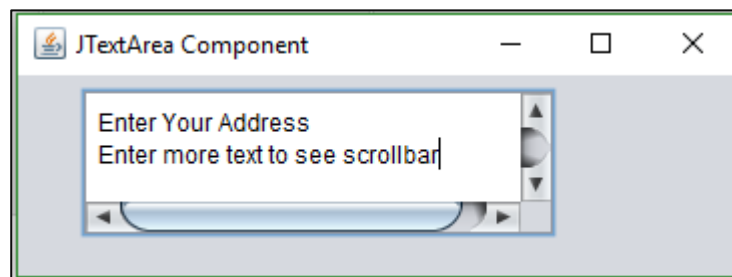 JTextArea Component
Enter Your Address
Enter more text to see scrollbar